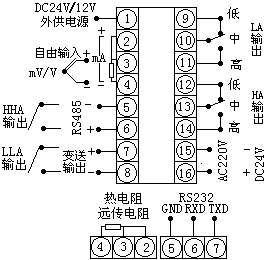 DC24V/12V
外供电源
自由输入
mV/V
mA
+
-
+
-
HHA
输出
RS485
-
+
LLA
输出
变送
输出
+
-
1
2
3
4
5
6
7
8
9
10
11
12
13
14
15
16
低
中
高
LA
输出
低
中
高
HA
输出
AC220V
-
+
DC24V
热电阻
远传电阻
4
3
2
RS232
GND RXD TXD
5
6
7